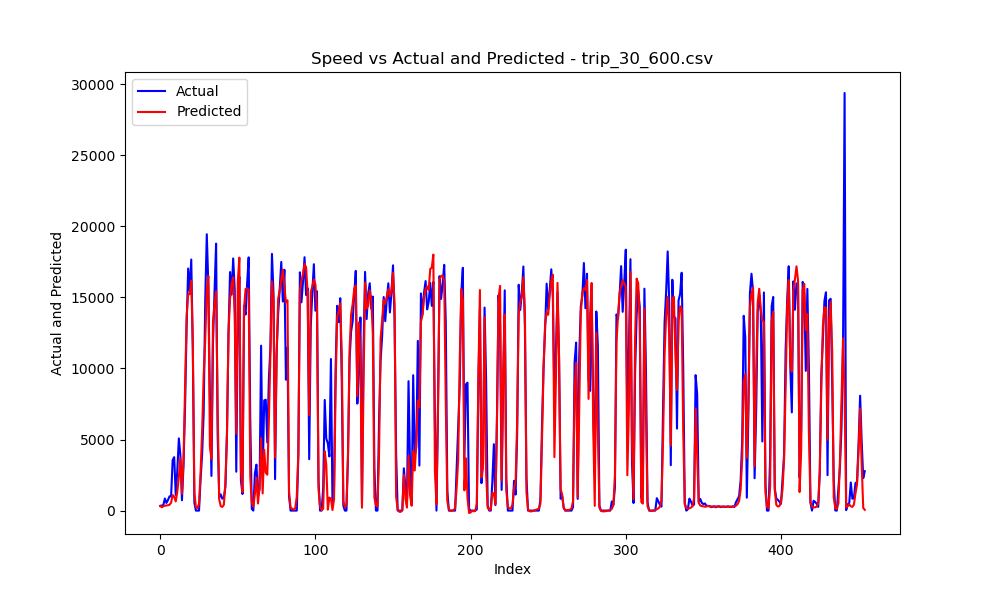 Speed vs Actual and Predicted - trip_30_600.csv
Actual
Predicted
30000
25000
20000
15000
10000
5000
0
Actual and Predicted
0 100 200 300 400
Index